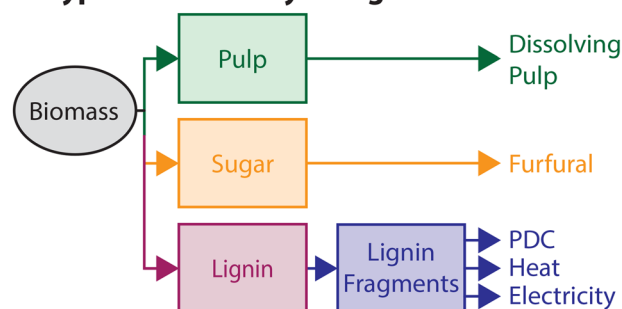 Biomass
Pulp
Dissolving
Pulp
Sugar
Furfural
Lignin
Lignin
Fragments
PDC
Heat
Electricity